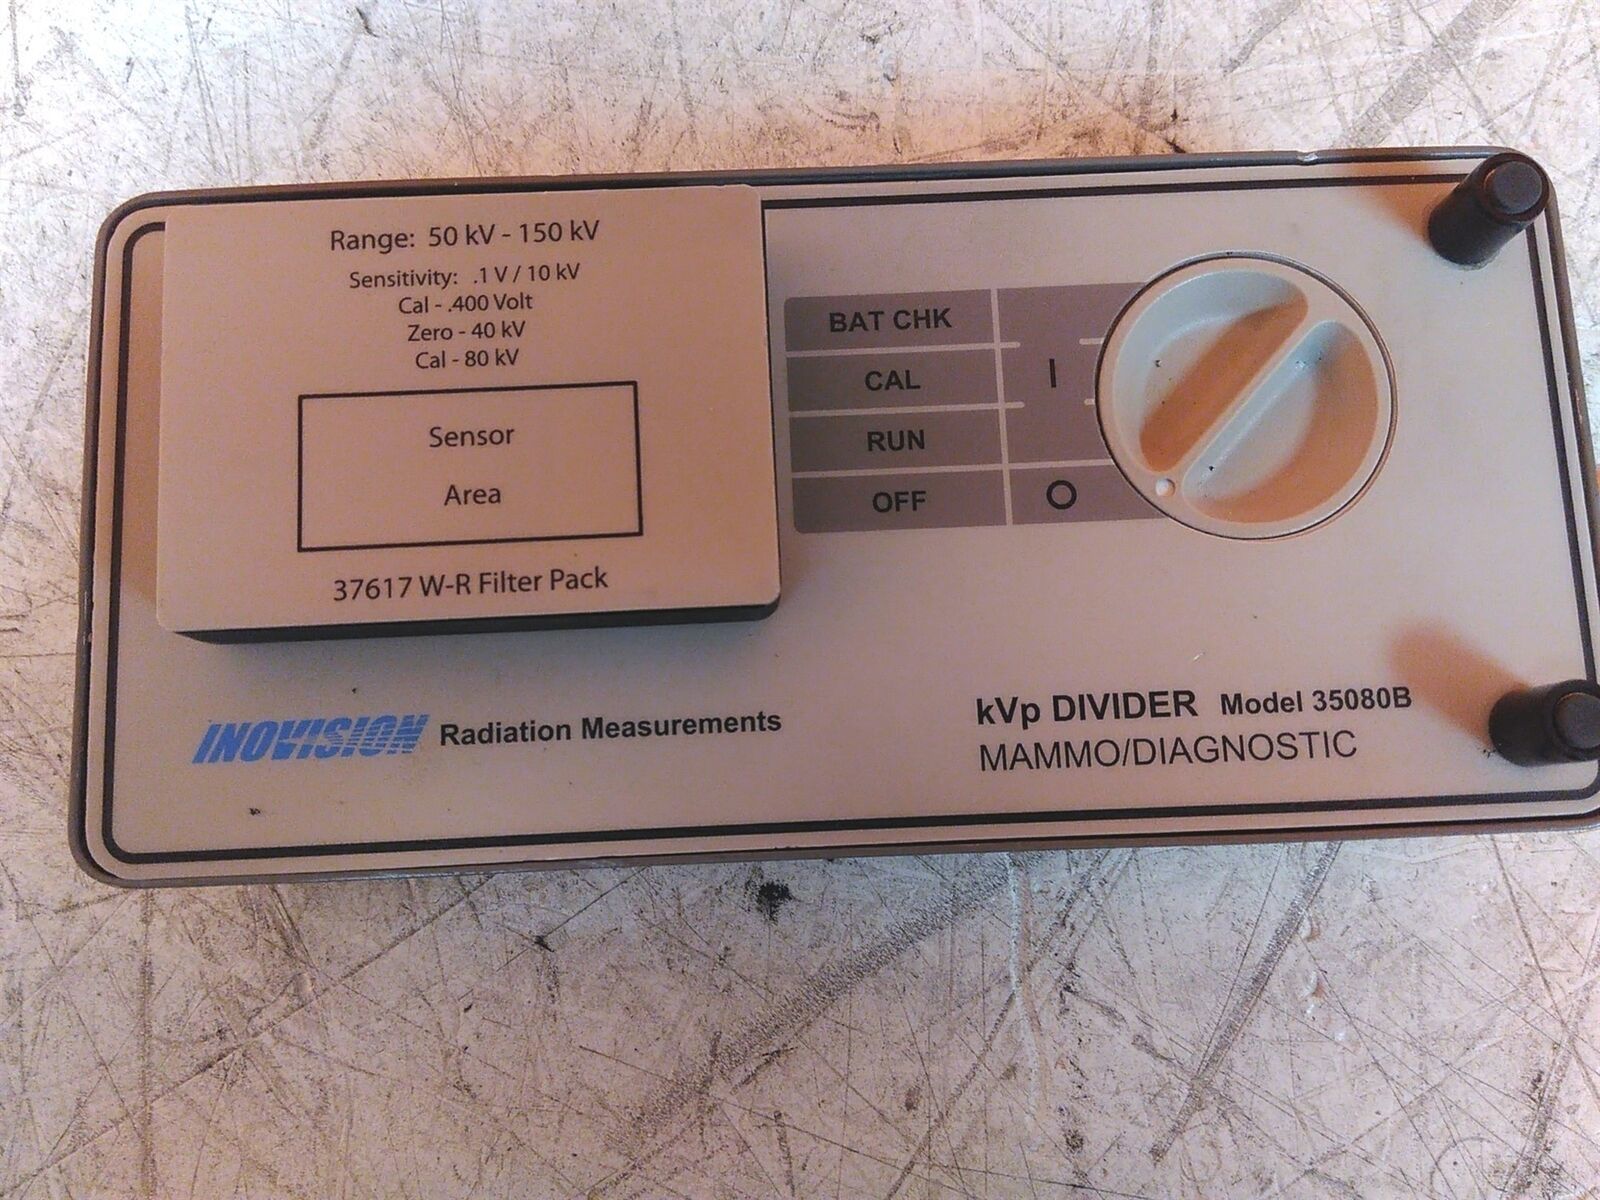 Range: 50 kV - 150 kV
Sensitivity: .1 V / 10 kV
Cal - .400 Volt
Zero - 40 kV
Cal - 80 kV
Sensor
Area
37617 W-R Filter Pack
BAT CHK
CAL I
RUN
OFF O
INOVISION Radiation Measurements
kVp DIVIDER Model 35080B
MAMMO/DIAGNOSTIC